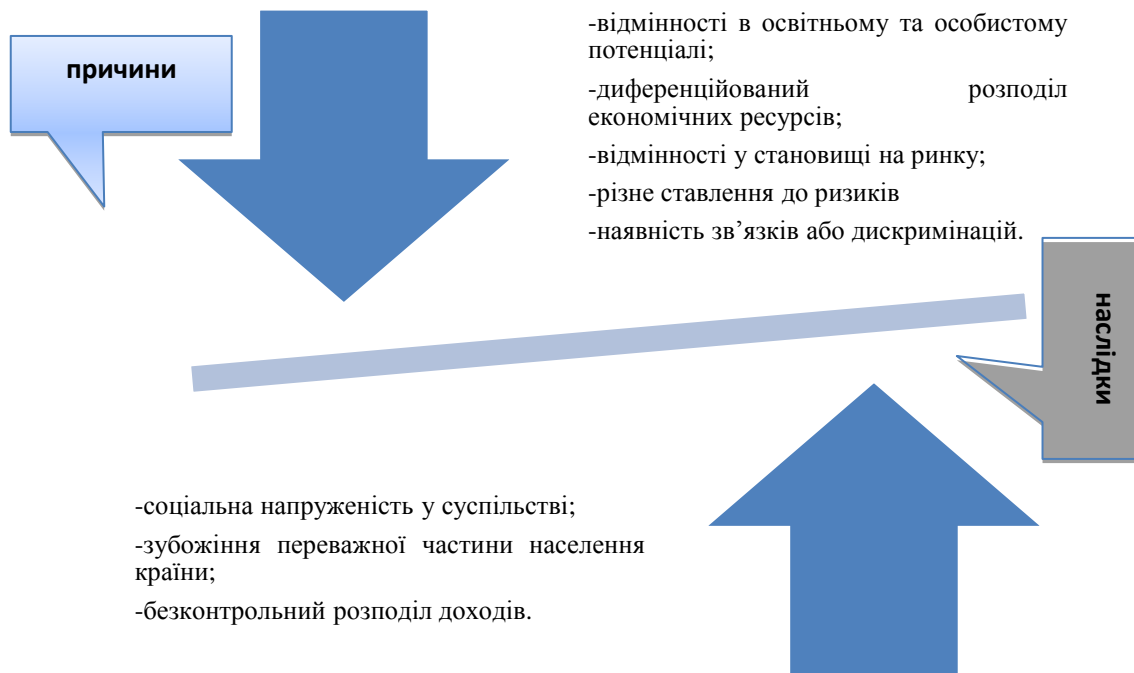 причини
-відмінності в освітньому та особистому
потенціалі;
-диференційований розподіл
економічних ресурсів;
-відмінності у становищі на ринку;
-різне ставлення до ризиків
-наявність зв’язків або дискримінацій.
наслідки
-соціальна напруженість у суспільстві;
-зубожіння переважної частини населення
країни;
-безконтрольний розподіл доходів.